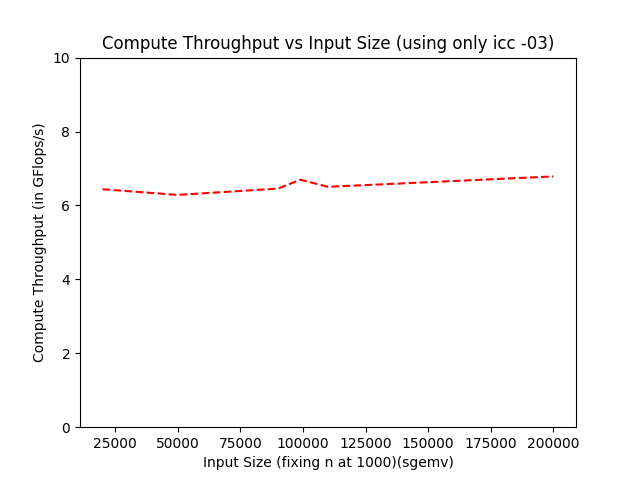 Compute Throughput vs Input Size (using only icc -03)
Compute Throughput (in GFlops/s)
10
8
6
4
2
0
25000 50000 75000 100000 125000 150000 175000 200000
Input Size (fixing n at 1000)(sgemv)